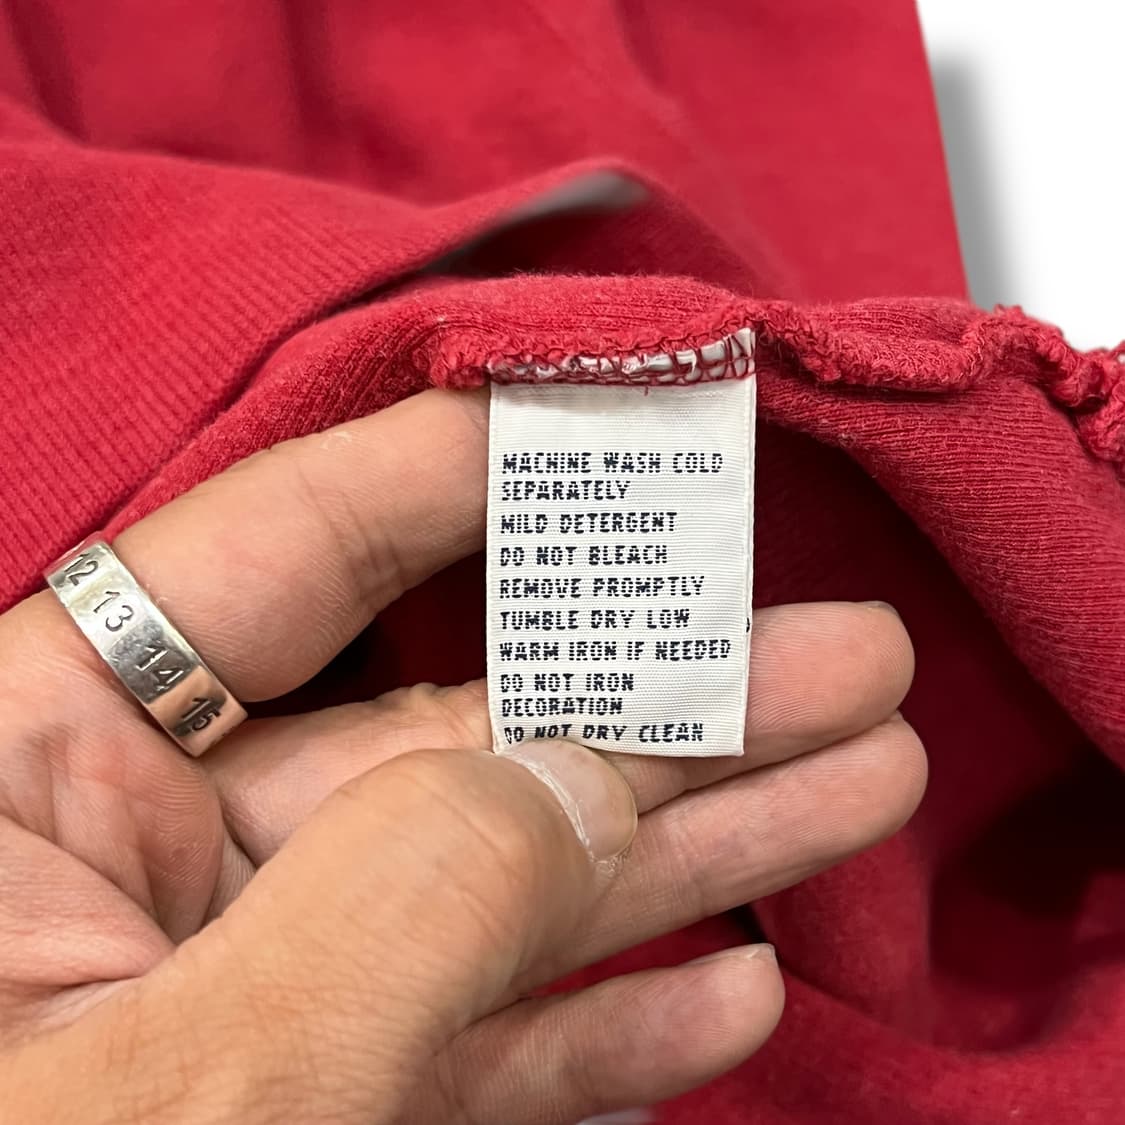 MACHINE WASH COLD
SEPARATELY
MILD DETERGENT
DO NOT BLEACH
REMOVE PROMPTLY
TUMBLE DRY LOW
WARM IRON IF NEEDED
DO NOT IRON
DECORATION
DO NOT DRY CLEAN
12 13 14 15